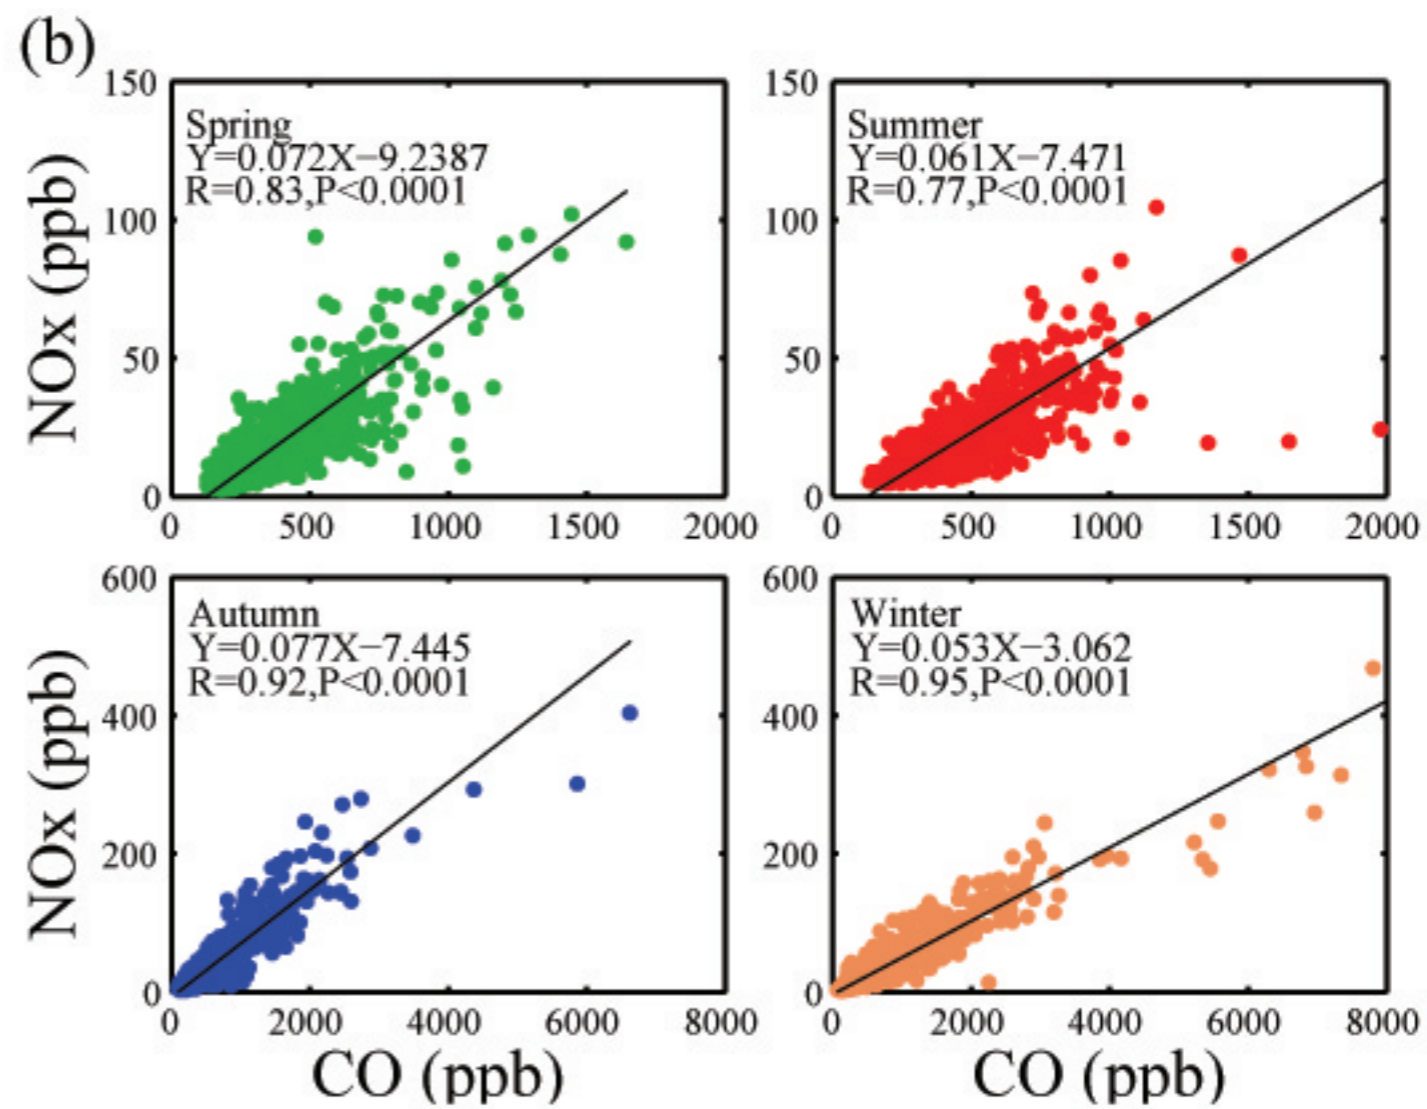 (b)
NOx (ppb)
150
100
50
0
Spring
Y=0.072X−9.2387
R=0.83,P<0.0001
0 500 1000 1500 2000
150
100
50
0
Summer
Y=0.061X−7.471
R=0.77,P<0.0001
0 500 1000 1500 2000
NOx (ppb)
600
400
200
0
Autumn
Y=0.077X−7.445
R=0.92,P<0.0001
0 2000 4000 6000 8000
CO (ppb)
600
400
200
0
Winter
Y=0.053X−3.062
R=0.95,P<0.0001
0 2000 4000 6000 8000
CO (ppb)